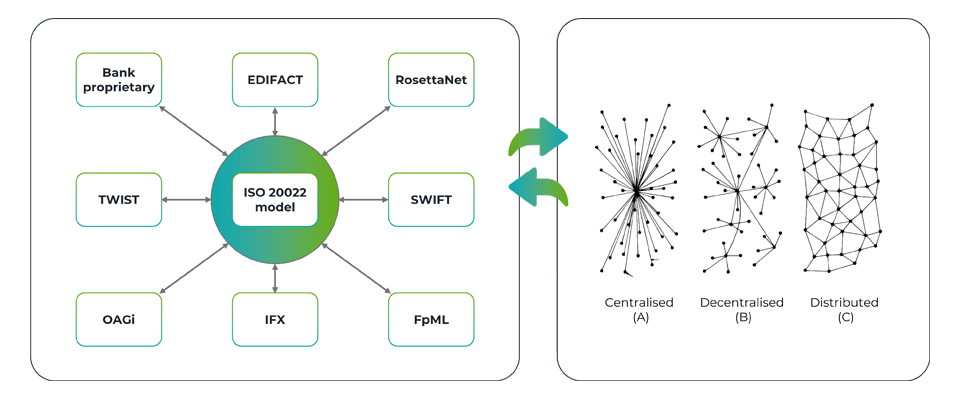 Bank
proprietary
EDIFACT
RosettaNet
TWIST
ISO 20022
model
SWIFT
OAGi
IFX
FpML
Centralised
(A)
Decentralised
(B)
Distributed
(C)